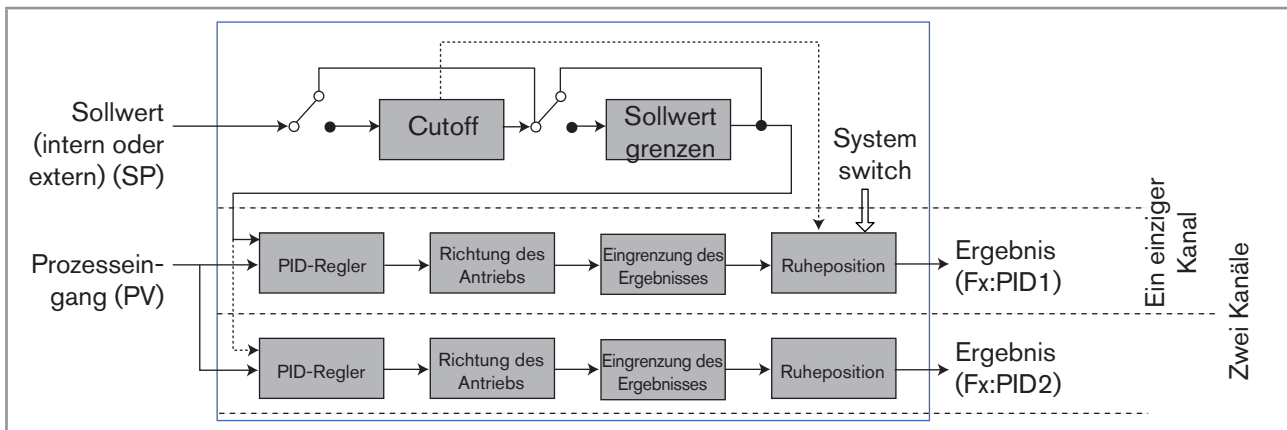 Sollwert
(intern oder
extern) (SP)
Cutoff
Sollwert
grenzen
System
switch
Prozessein-
gang (PV)
PID-Regler
Richtung des
Antriebs
Eingrenzung des
Ergebnisses
Ruheposition
Ergebnis
(Fx:PID1)
Ein einziger
Kanal
Zwei Kanäle
PID-Regler
Richtung des
Antriebs
Eingrenzung des
Ergebnisses
Ruheposition
Ergebnis
(Fx:PID2)